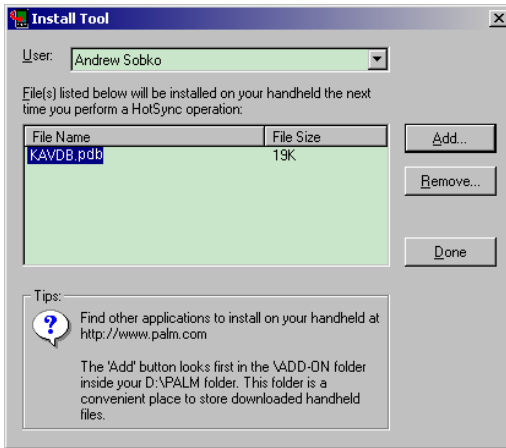 Install Tool
User: Andrew Sobko
File(s) listed below will be installed on your handheld the next
time you perform a HotSync operation:
File Name File Size
KAVDB.pdb 19K
Add...
Remove...
Done
Tips:
Find other applications to install on your handheld at
http://www.palm.com
The 'Add' button looks first in the \ADD-ON folder
inside your D:\PALM folder. This folder is a
convenient place to store downloaded handheld
files.